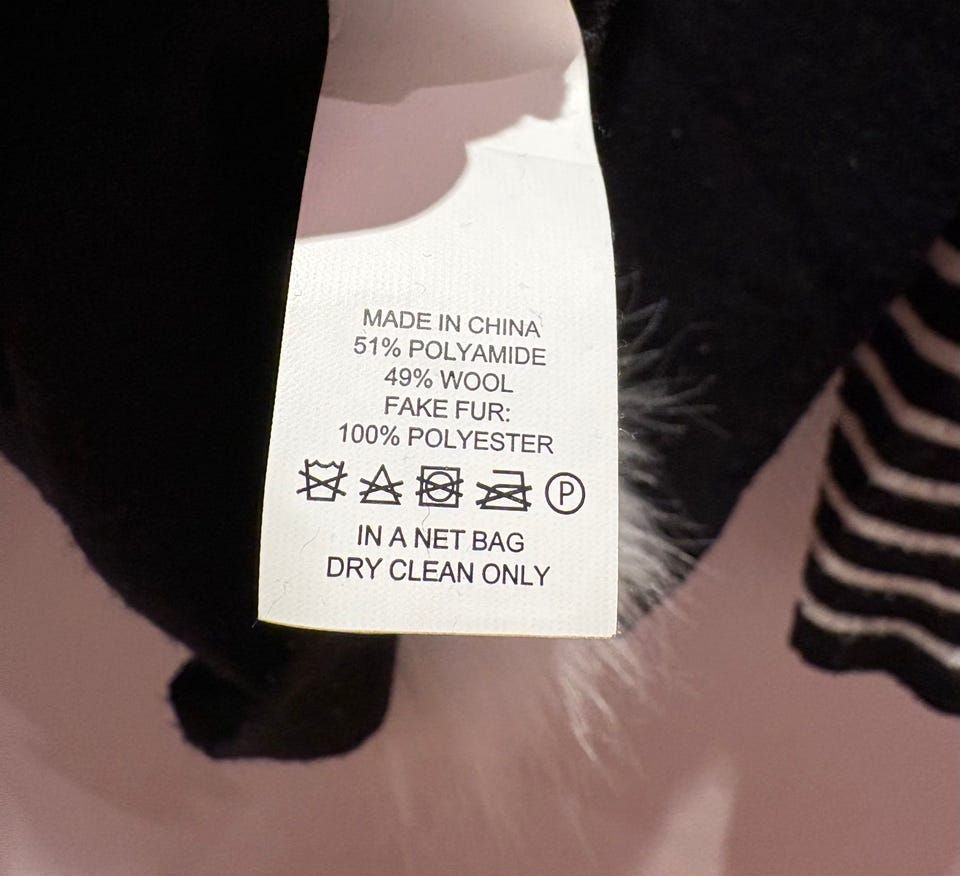 MADE IN CHINA
51% POLYAMIDE
49% WOOL
FAKE FUR:
100% POLYESTER
P
IN A NET BAG
DRY CLEAN ONLY